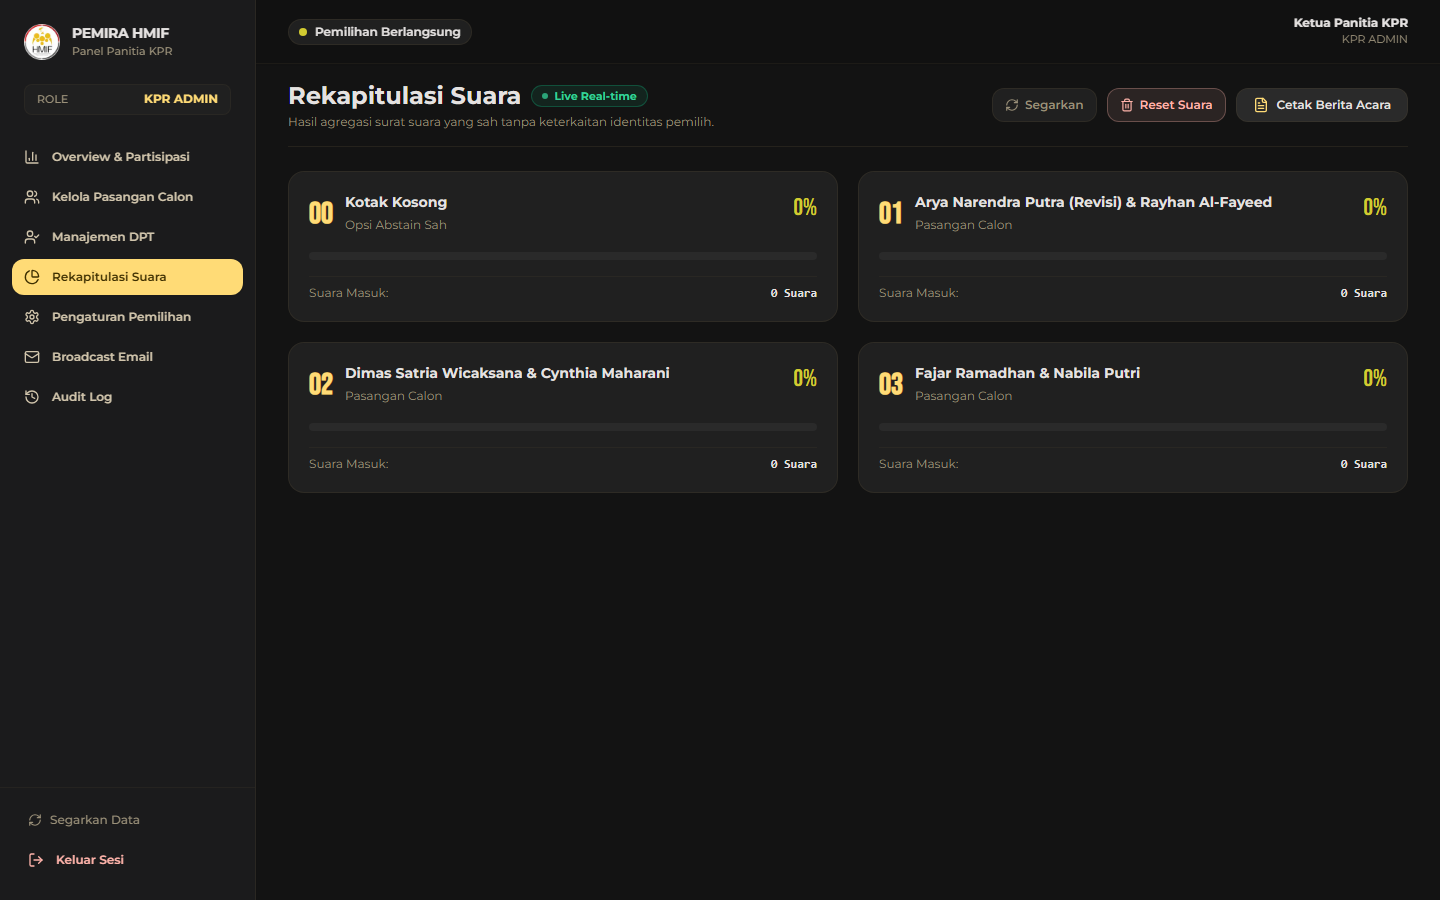 HMIF
PEMIRA HMIF
Panel Panitia KPR
ROLE
KPR ADMIN
Overview & Partisipasi
Kelola Pasangan Calon
Manajemen DPT
Rekapitulasi Suara
Pengaturan Pemilihan
Broadcast Email
Audit Log
Segarkan Data
Keluar Sesi
Pemilihan Berlangsung
Ketua Panitia KPR
KPR ADMIN
Rekapitulasi Suara
Live Real-time
Hasil agregasi surat suara yang sah tanpa keterkaitan identitas pemilih.
Segarkan
Reset Suara
Cetak Berita Acara
00
Kotak Kosong
Opsi Abstain Sah
0%
Suara Masuk:
0 Suara
01
Arya Narendra Putra (Revisi) & Rayhan Al-Fayeed
Pasangan Calon
0%
Suara Masuk:
0 Suara
02
Dimas Satria Wicaksana & Cynthia Maharani
Pasangan Calon
0%
Suara Masuk:
0 Suara
03
Fajar Ramadhan & Nabila Putri
Pasangan Calon
0%
Suara Masuk:
0 Suara